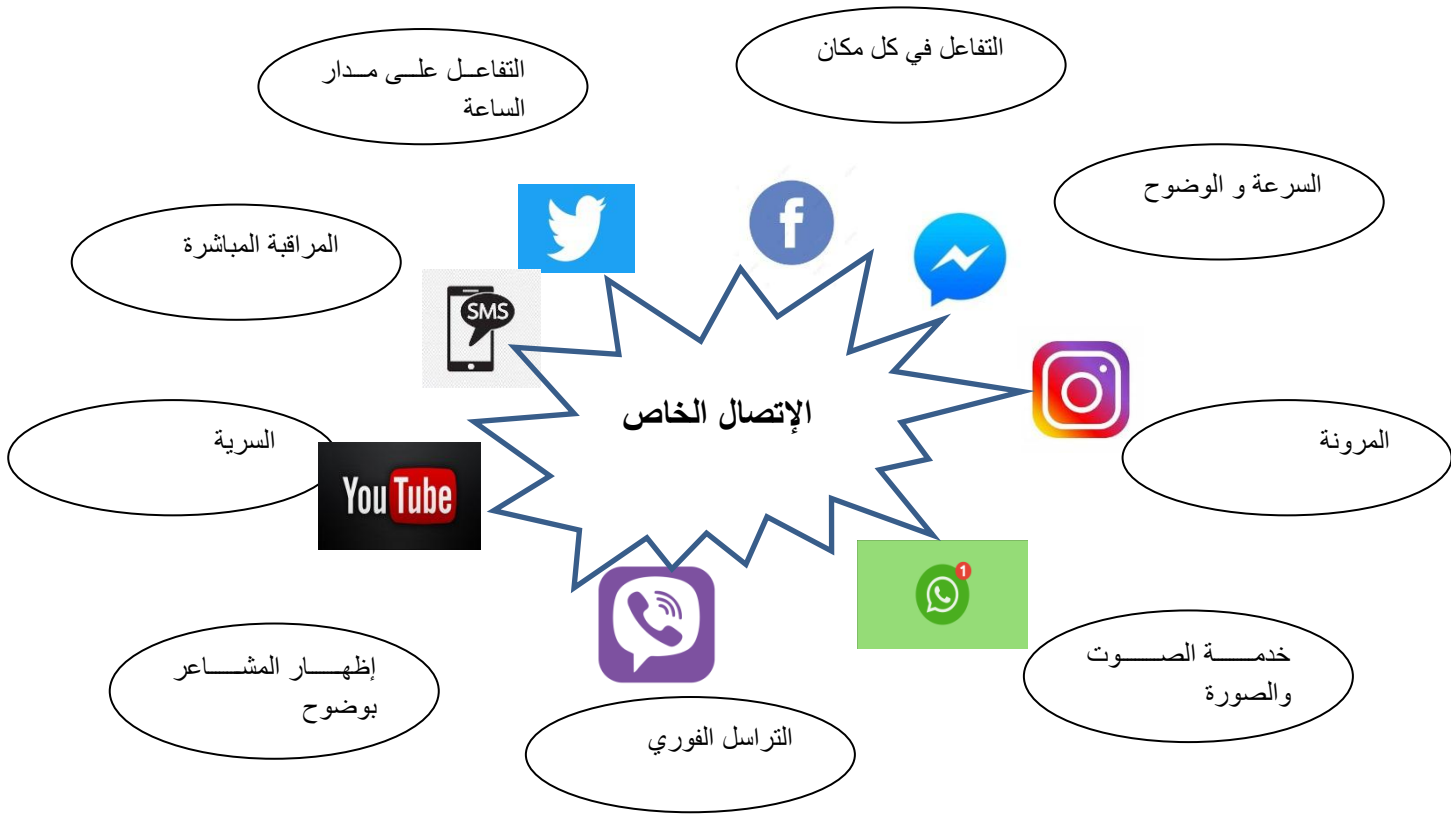 التفاعل في كل مكان
التفاعل على مدار
الساعة
السرعة و الوضوح
المراقبة المباشرة
f
SMS
الإتصال الخاص
المرونة
السرية
YouTube
1
خدمة الصوت
والصورة
إظهار المشاعر
بوضوح
التراسل الفوري